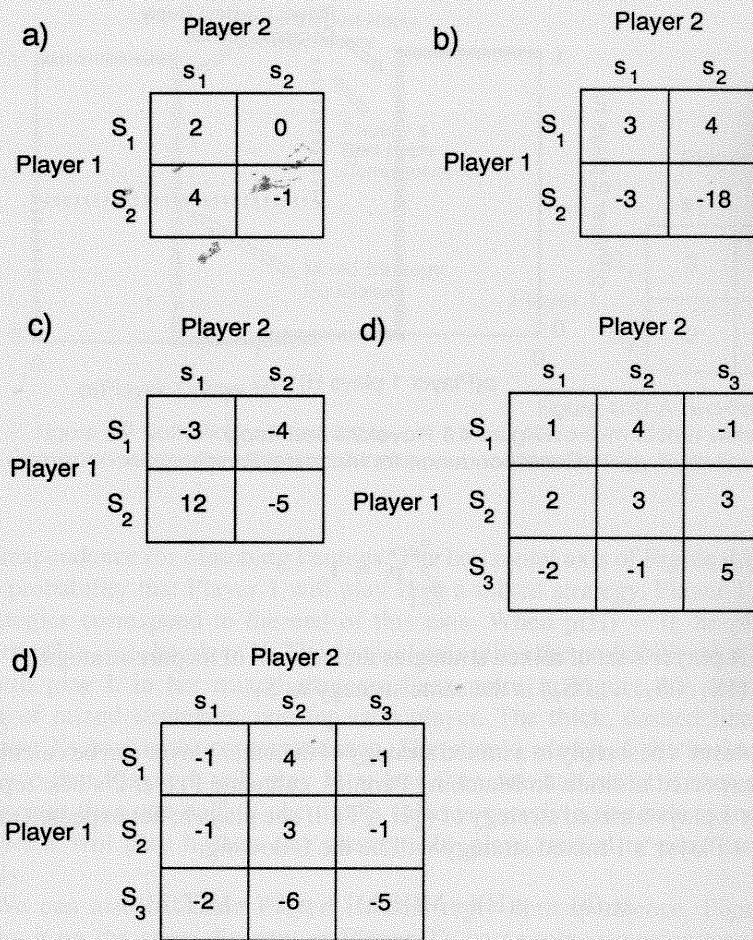 a)
Player 2
s1 s2
S1 2 0
Player 1
S2 4 -1
b)
Player 2
s1 s2
S1 3 4
Player 1
S2 -3 -18
c)
Player 2
s1 s2
S1 -3 -4
Player 1
S2 12 -5
d)
Player 2
s1 s2 s3
S1 1 4 -1
Player 1 S2 2 3 3
S3 -2 -1 5
d)
Player 2
s1 s2 s3
S1 -1 4 -1
Player 1 S2 -1 3 -1
S3 -2 -6 -5